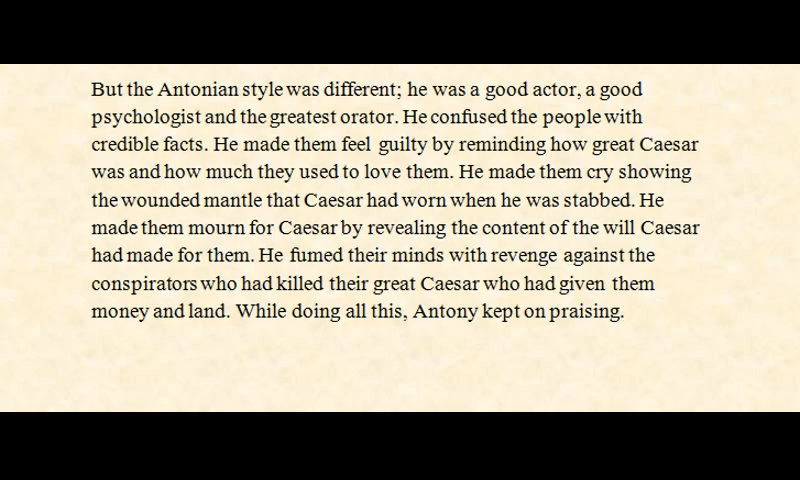 But the Antonian style was different; he was a good actor, a good
psychologist and the greatest orator. He confused the people with
credible facts. He made them feel guilty by reminding how great Caesar
was and how much they used to love them. He made them cry showing
the wounded mantle that Caesar had worn when he was stabbed. He
made them mourn for Caesar by revealing the content of the will Caesar
had made for them. He fumed their minds with revenge against the
conspirators who had killed their great Caesar who had given them
money and land. While doing all this, Antony kept on praising.